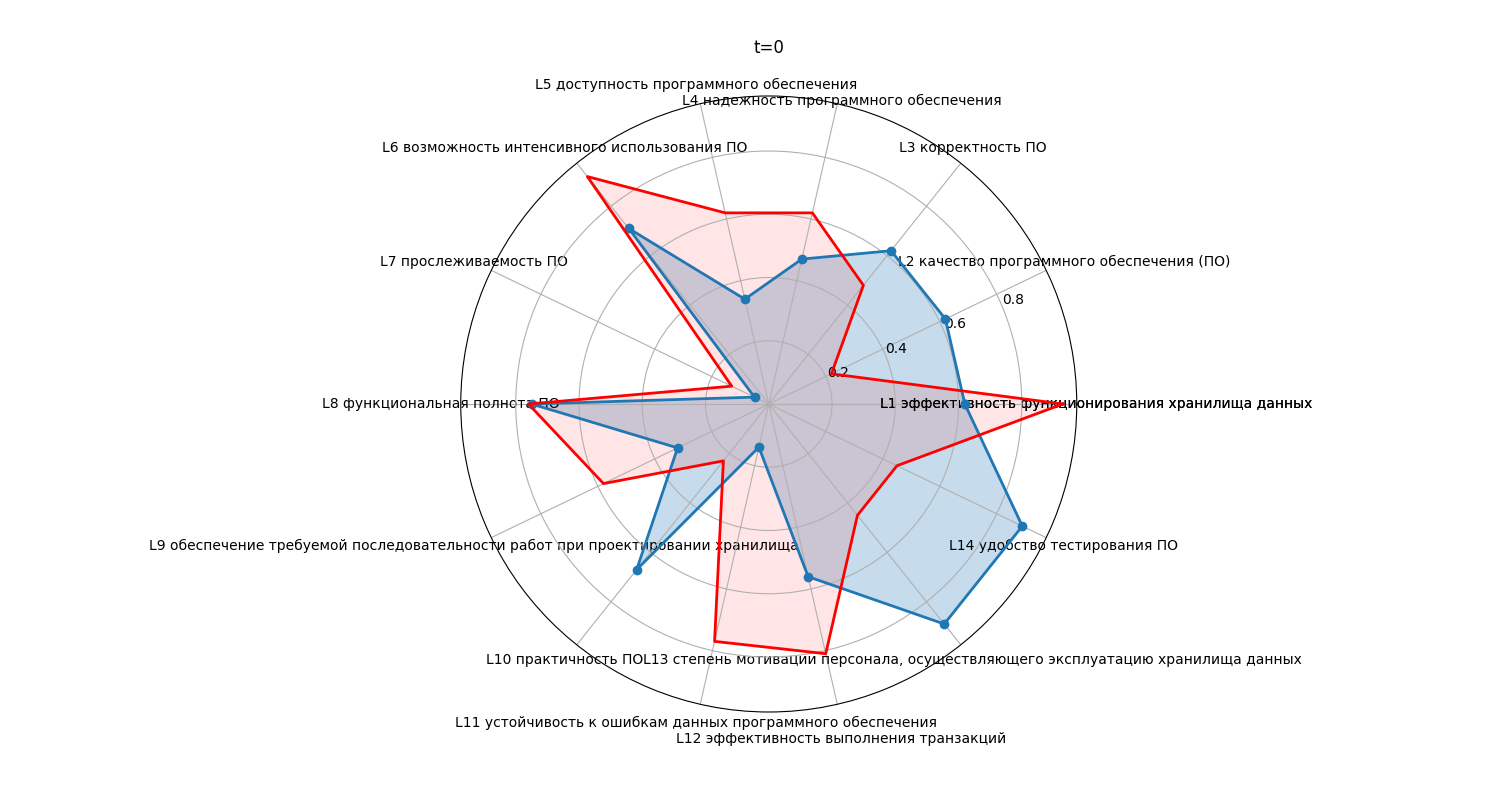 t=0
L5 доступность программного обеспечения
L4 надежность программного обеспечения
L6 возможность интенсивного использования ПО
L3 корректность ПО
L7 прослеживаемость ПО
L2 качество программного обеспечения (ПО)
0.8
0.6
0.4
0.2
L8 функциональная полнота ПО
L1 эффективность функционирования хранилища данных
L9 обеспечение требуемой последовательности работ при проектировании хранилища
L14 удобство тестирования ПО
L10 практичность ПО
L13 степень мотивации персонала, осуществляющего эксплуатацию хранилища данных
L11 устойчивость к ошибкам данных программного обеспечения
L12 эффективность выполнения транзакций